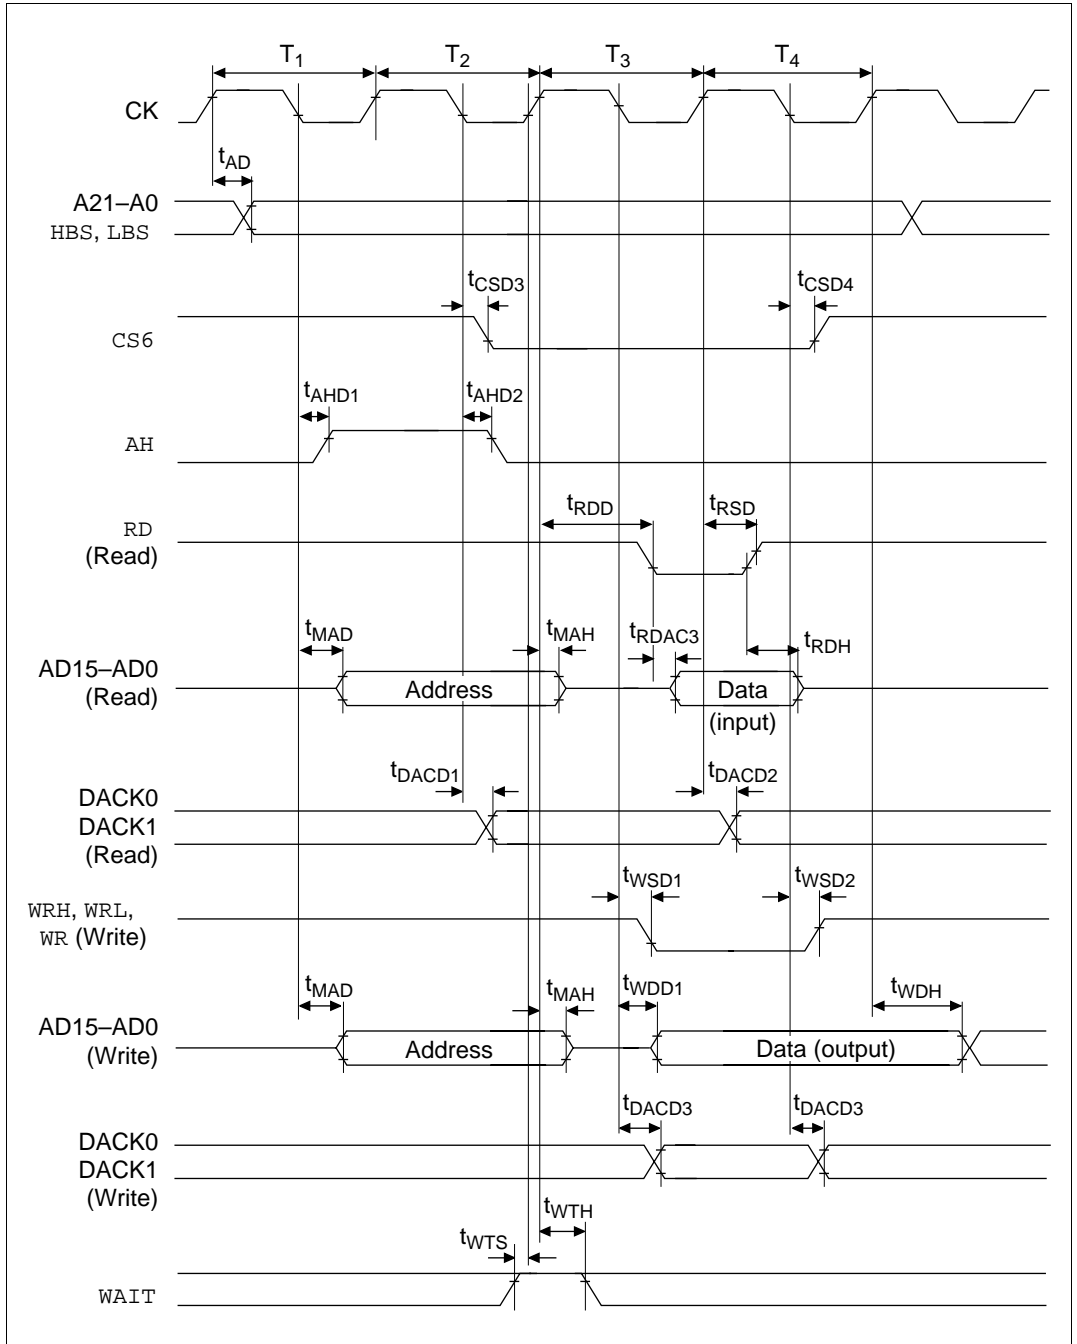 T1 T2 T3 T4
CK
tAD
A21–A0
HBS, LBS
tCSD3 tCSD4
CS6
tAHD1 tAHD2
AH
tRDD tRSD
RD
(Read)
tMAD tMAH tRDAC3 tRDH
AD15–AD0
(Read)
Address Data
(input)
tDACD1 tDACD2
DACK0
DACK1
(Read)
tWSD1 tWSD2
WRH, WRL,
WR (Write)
tMAD tMAH tWDD1 tWDH
AD15–AD0
(Write)
Address Data (output)
tDACD3 tDACD3
DACK0
DACK1
(Write)
tWTH
tWTS
WAIT